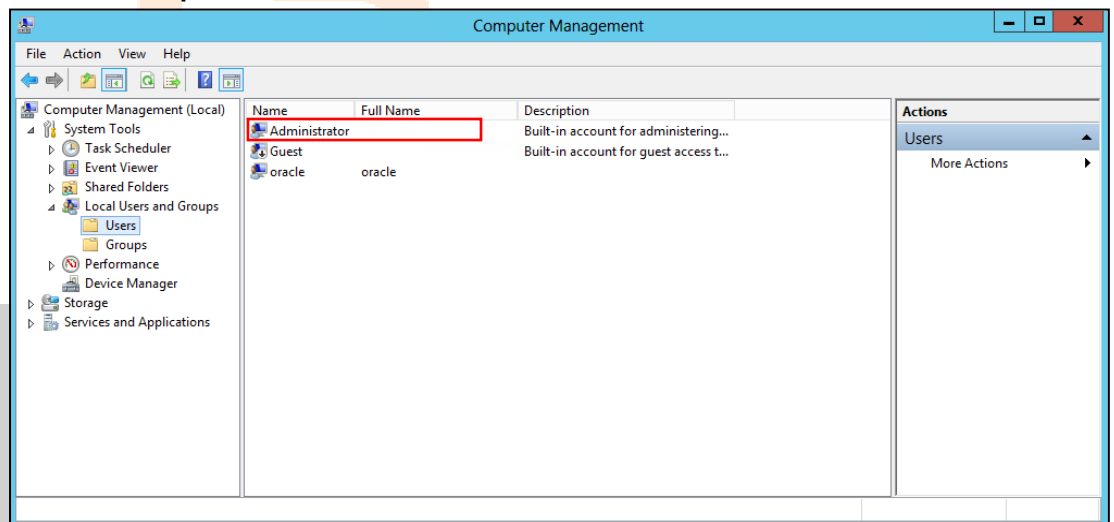 Computer Management
File Action View Help
Computer Management (Local)
System Tools
Task Scheduler
Event Viewer
Shared Folders
Local Users and Groups
Users
Groups
Performance
Device Manager
Storage
Services and Applications
Name Full Name Description
Administrator Built-in account for administering...
Guest Built-in account for guest access t...
oracle oracle
Actions
Users
More Actions